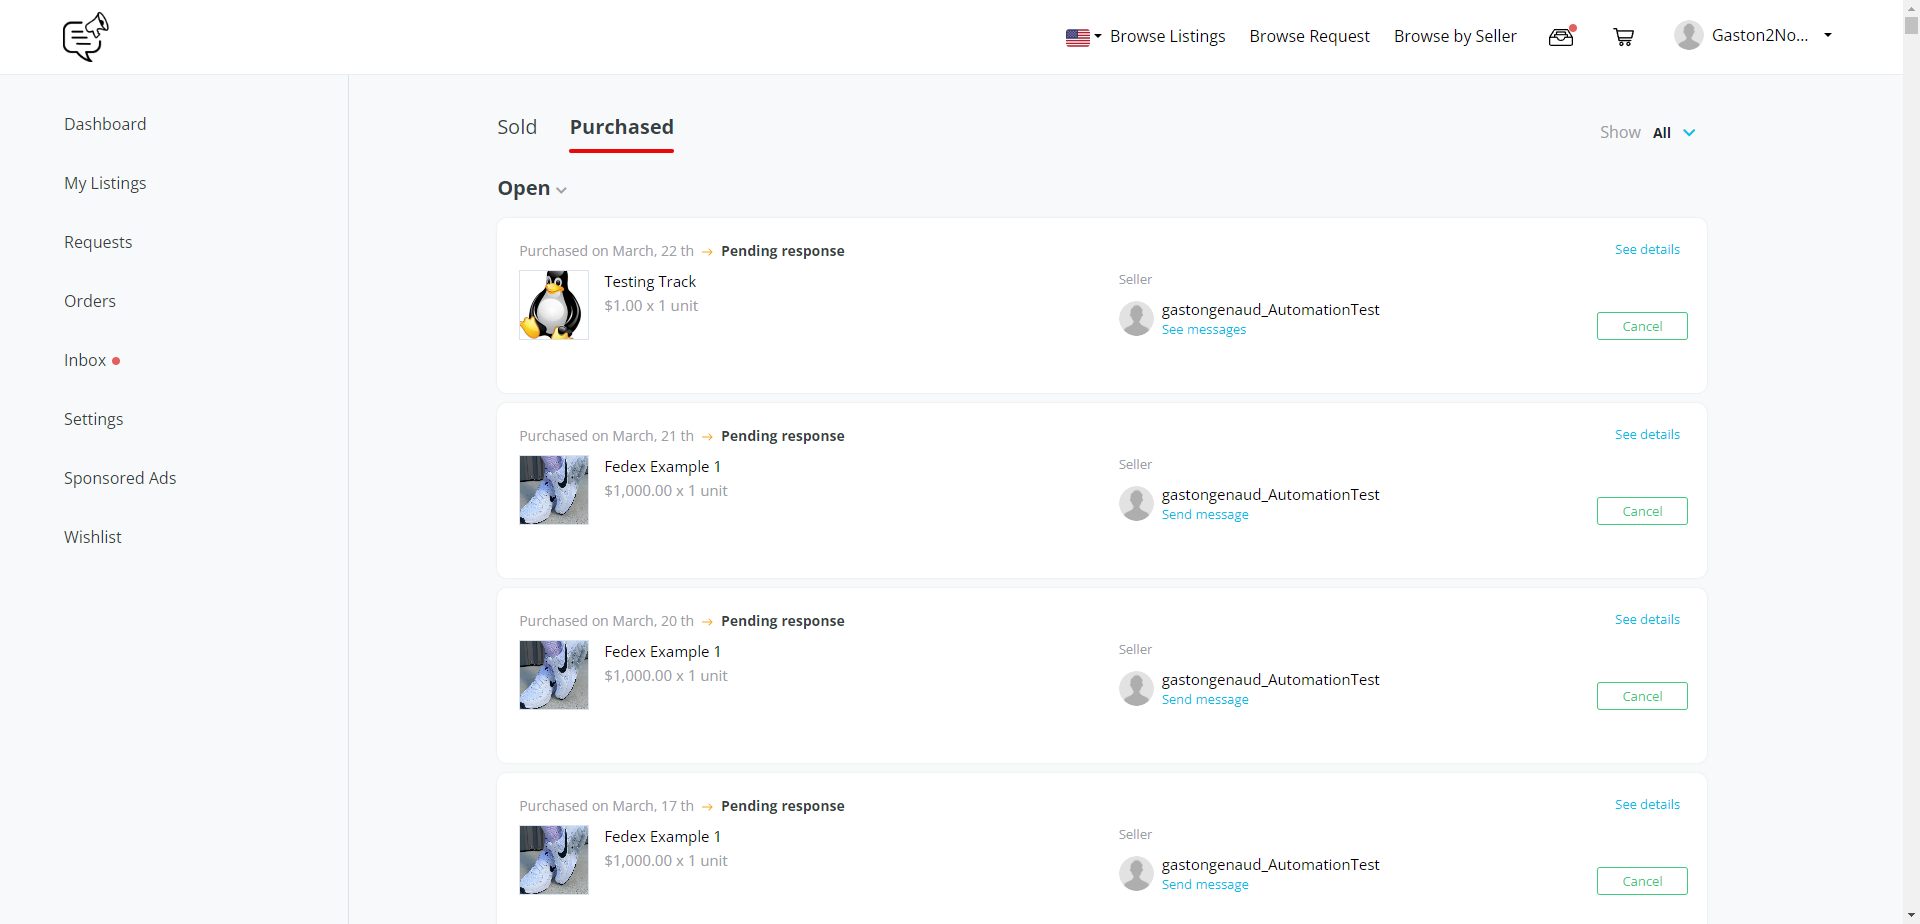 Browse Listings Browse Request Browse by Seller Gaston2No...
Dashboard
My Listings
Requests
Orders
Inbox
Settings
Sponsored Ads
Wishlist
Sold Purchased
Show All
Open
Purchased on March, 22 th → Pending response
See details
Testing Track
$1.00 x 1 unit
Seller
gastongenaud_AutomationTest
See messages
Cancel
Purchased on March, 21 th → Pending response
See details
Fedex Example 1
$1,000.00 x 1 unit
Seller
gastongenaud_AutomationTest
Send message
Cancel
Purchased on March, 20 th → Pending response
See details
Fedex Example 1
$1,000.00 x 1 unit
Seller
gastongenaud_AutomationTest
Send message
Cancel
Purchased on March, 17 th → Pending response
See details
Fedex Example 1
$1,000.00 x 1 unit
Seller
gastongenaud_AutomationTest
Send message
Cancel